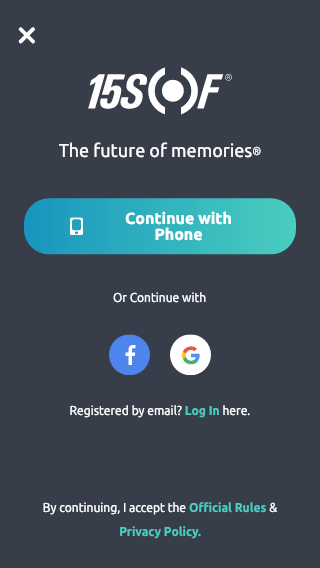 15SOF®
The future of memories®
Continue with
Phone
Or Continue with
Registered by email? Log In here.
By continuing, I accept the Official Rules &
Privacy Policy.